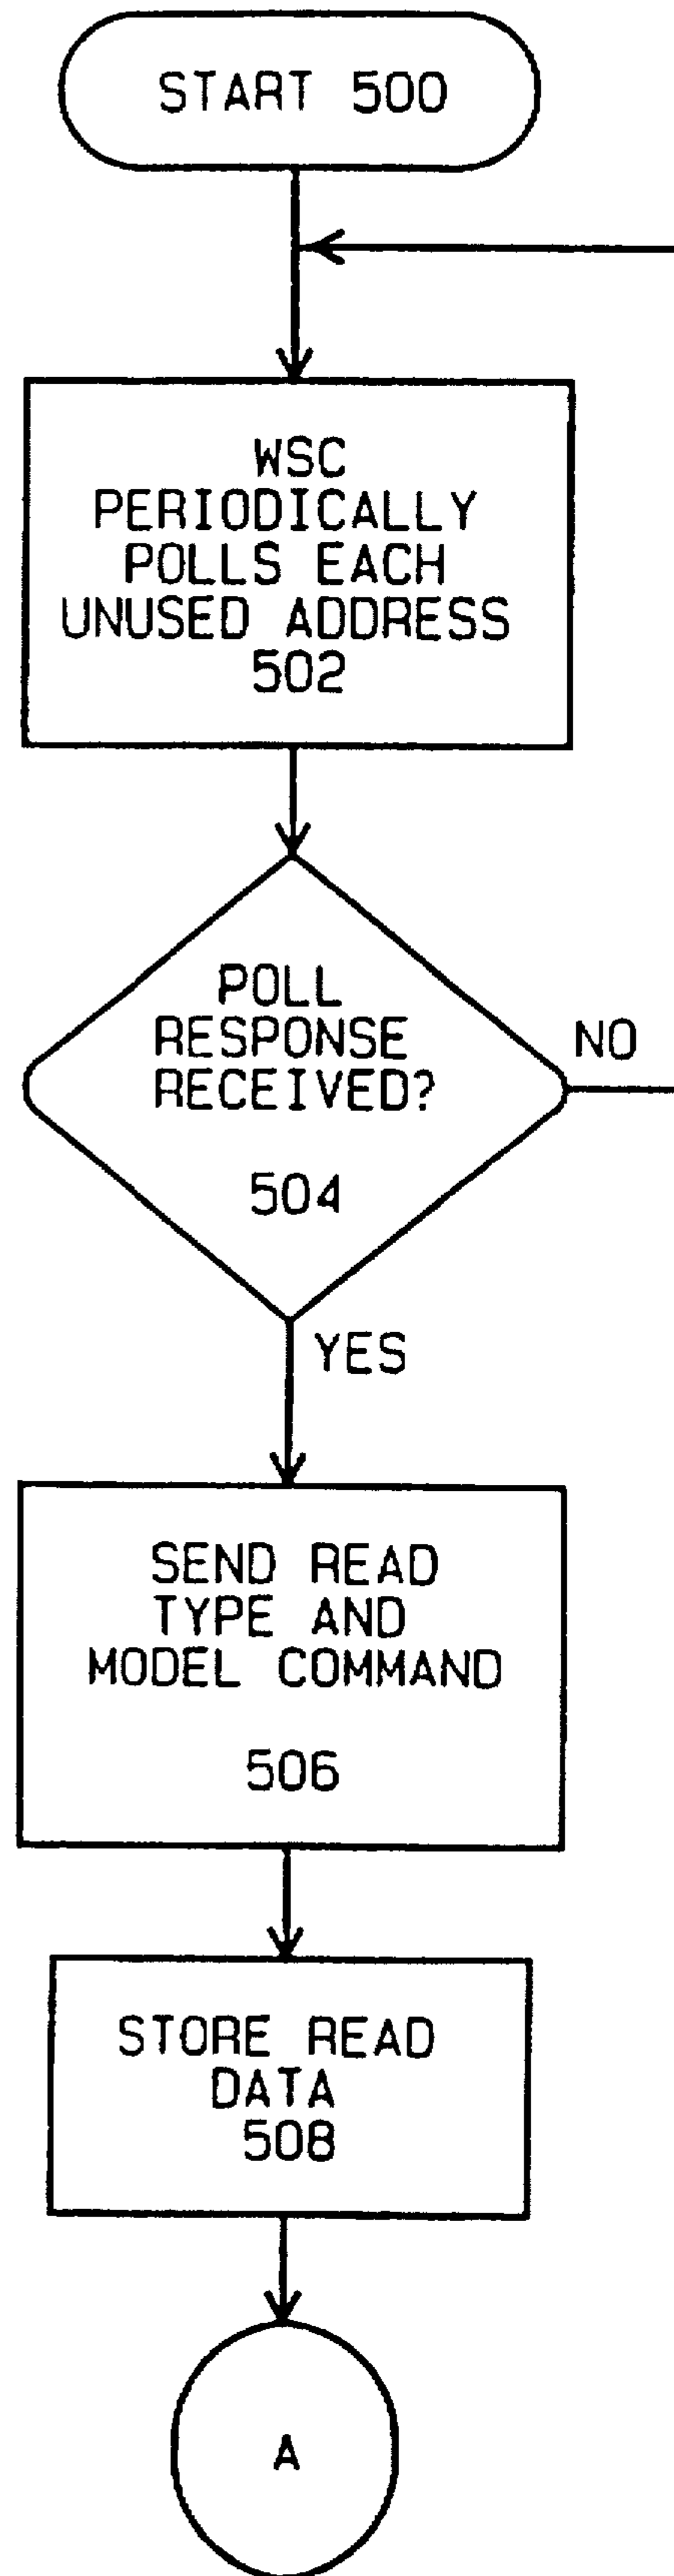 START 500
WSC
PERIODICALLY
POLLS EACH
UNUSED ADDRESS
502
POLL
RESPONSE
RECEIVED?
NO
504
YES
SEND READ
TYPE AND
MODEL COMMAND
506
STORE READ
DATA
508
A